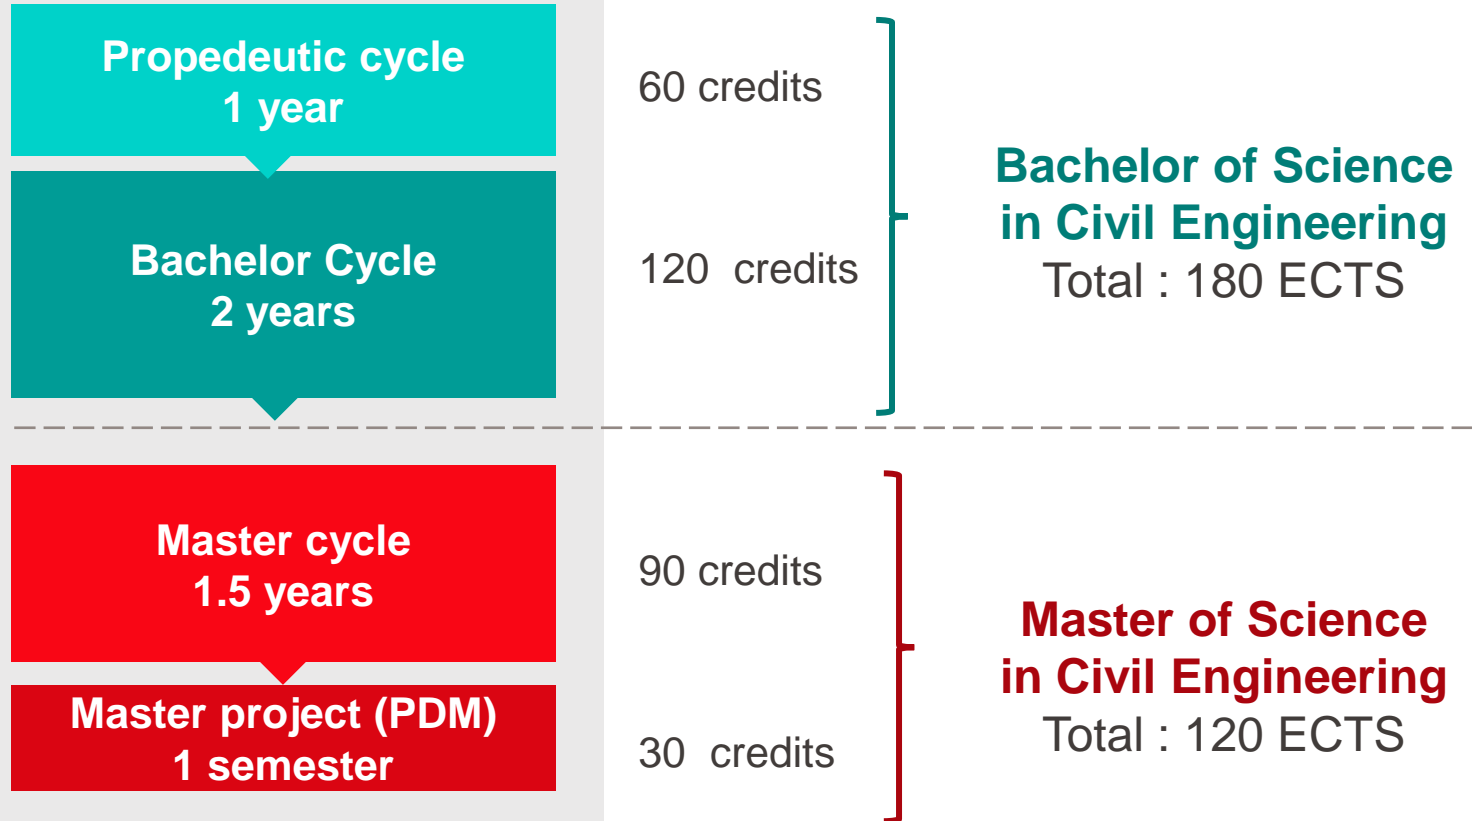 Propedeutic cycle
1 year
60 credits
Bachelor Cycle
2 years
120  credits
Bachelor of Science
in Civil Engineering
Total : 180 ECTS
Master cycle
1.5 years
90 credits
Master project (PDM)
1 semester
30  credits
Master of Science
in Civil Engineering
Total : 120 ECTS